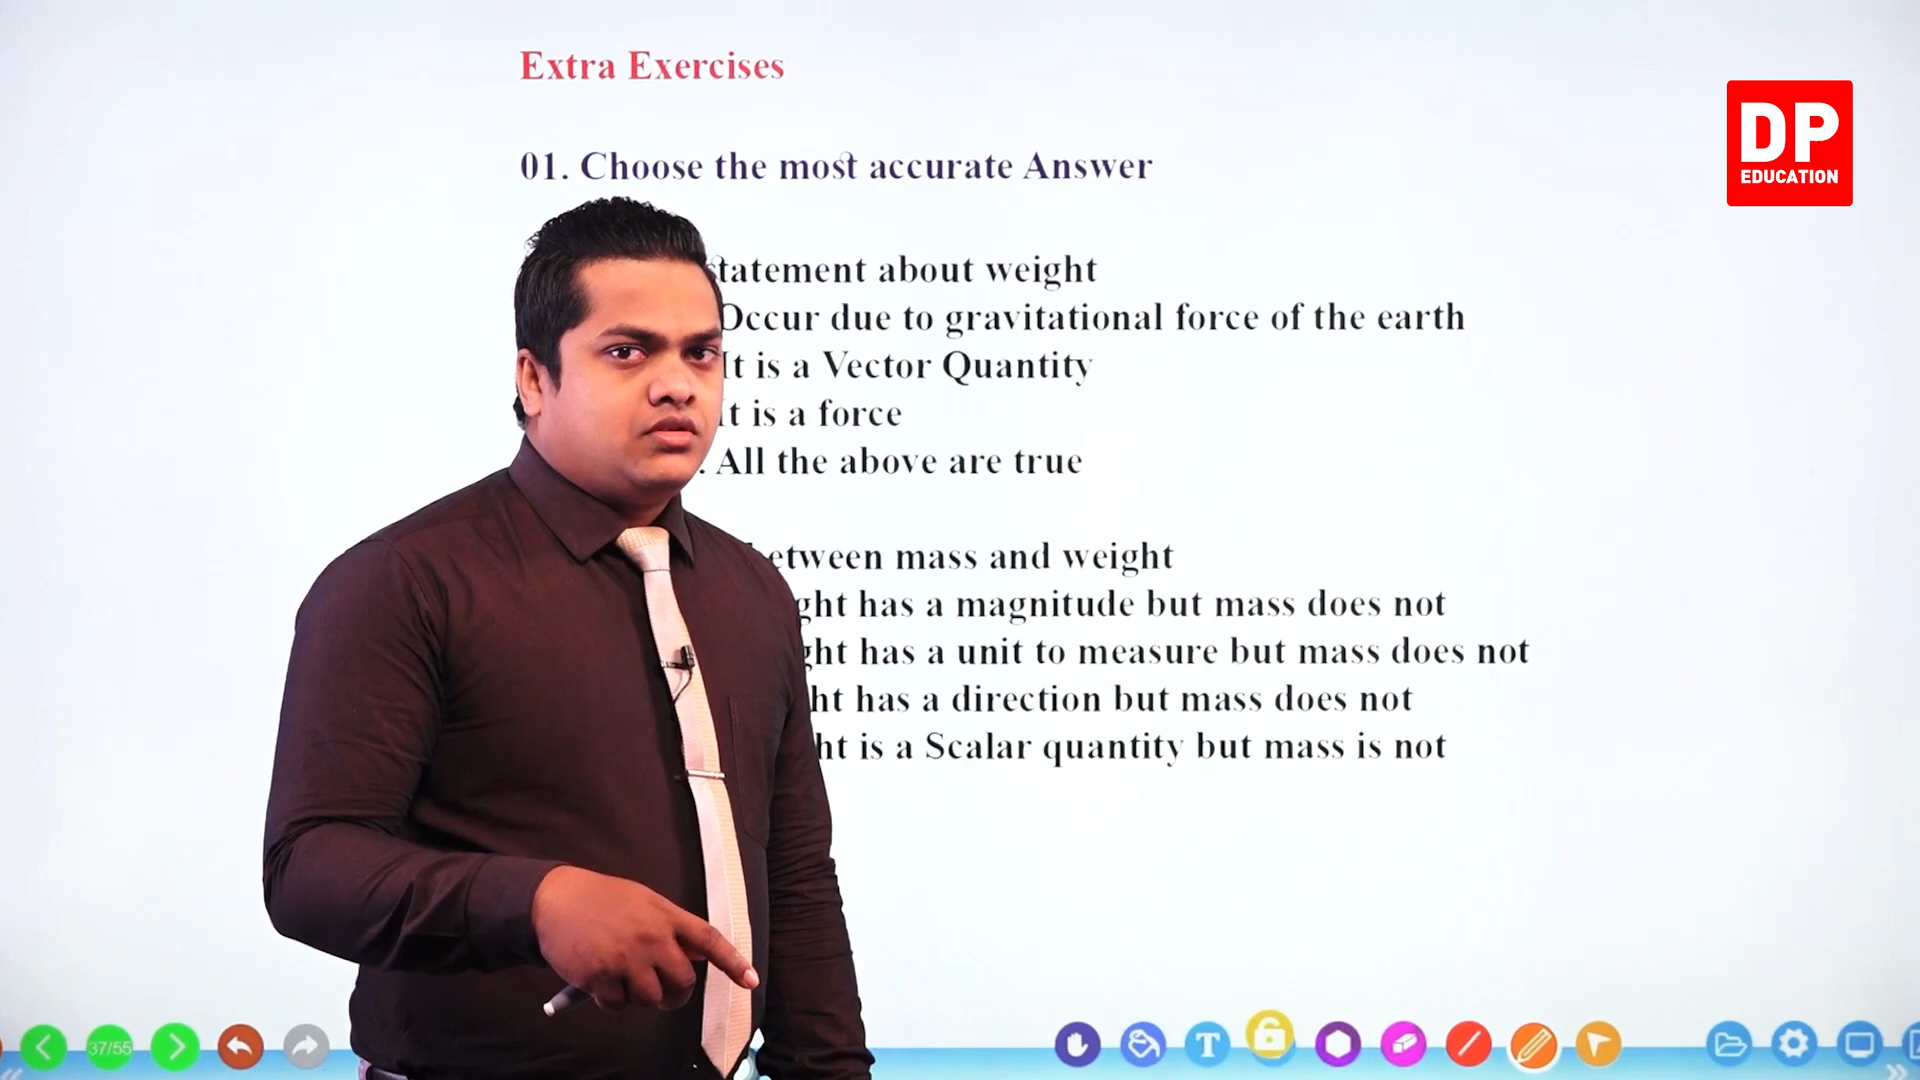 Extra Exercises
DP
EDUCATION
01. Choose the most accurate Answer
statement about weight
Occur due to gravitational force of the earth
It is a Vector Quantity
It is a force
. All the above are true
between mass and weight
ght has a magnitude but mass does not
ght has a unit to measure but mass does not
ht has a direction but mass does not
ht is a Scalar quantity but mass is not
37/55
T